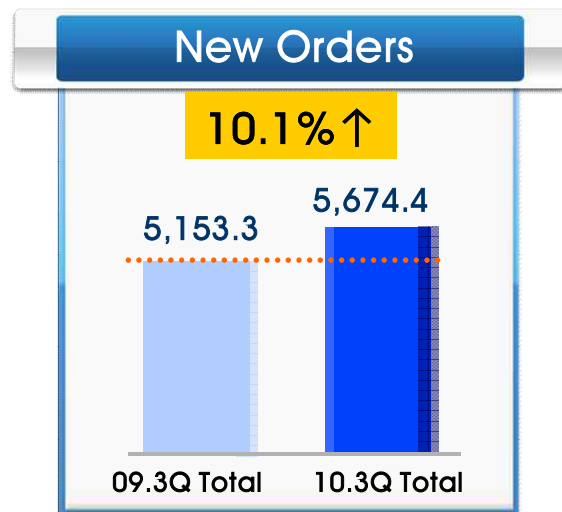 New Orders
10.1%↑
5,153.3
5,674.4
09.3Q Total
10.3Q Total